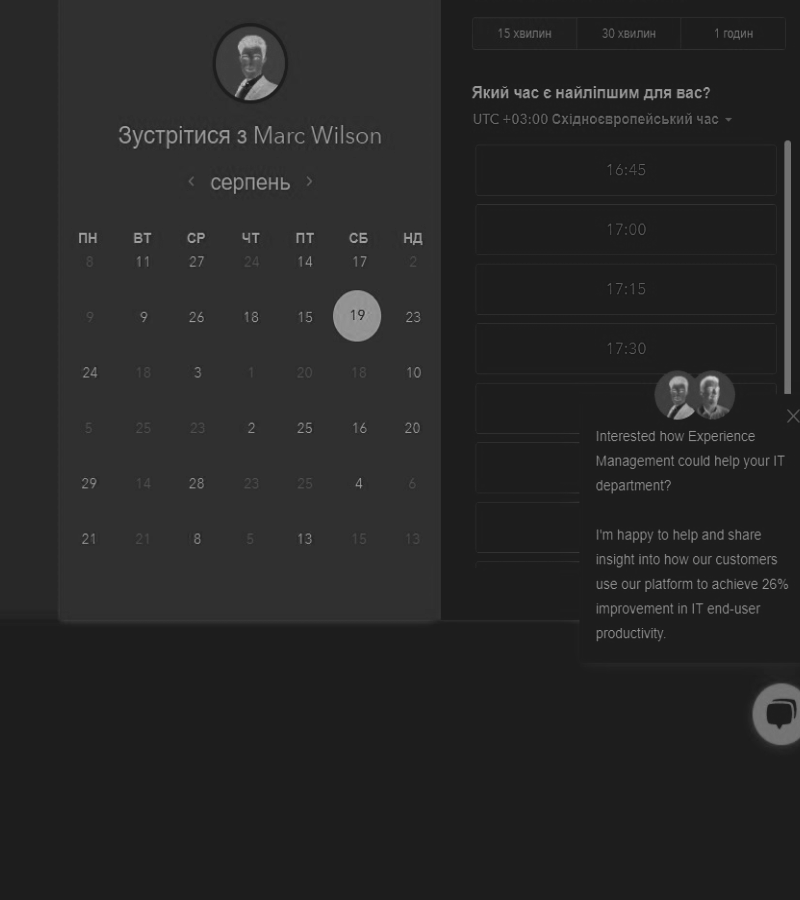 15 хвилин 30 хвилин 1 годин
Зустрітися з Marc Wilson
серпень
ПН ВТ СР ЧТ ПТ СБ НД
8 11 27 24 14 17 2
9 9 26 18 15 19 23
24 18 3 1 20 18 10
5 25 23 2 25 16 20
29 14 28 23 25 4 6
21 21 8 5 13 15 13
Який час є найліпшим для вас?
UTC +03:00 Східноєвропейський час
16:45
17:00
17:15
17:30
Interested how Experience
Management could help your IT
department?
I'm happy to help and share
insight into how our customers
use our platform to achieve 26%
improvement in IT end-user
productivity.